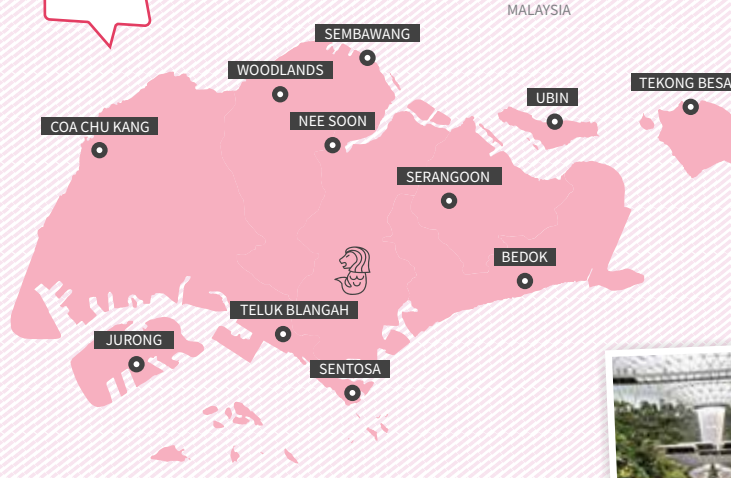 MALAYSIA
SEMBAWANG
WOODLANDS
TEKONG BESA
UBIN
NEE SOON
COA CHU KANG
SERANGOON
BEDOK
TELUK BLANGAH
JURONG
SENTOSA